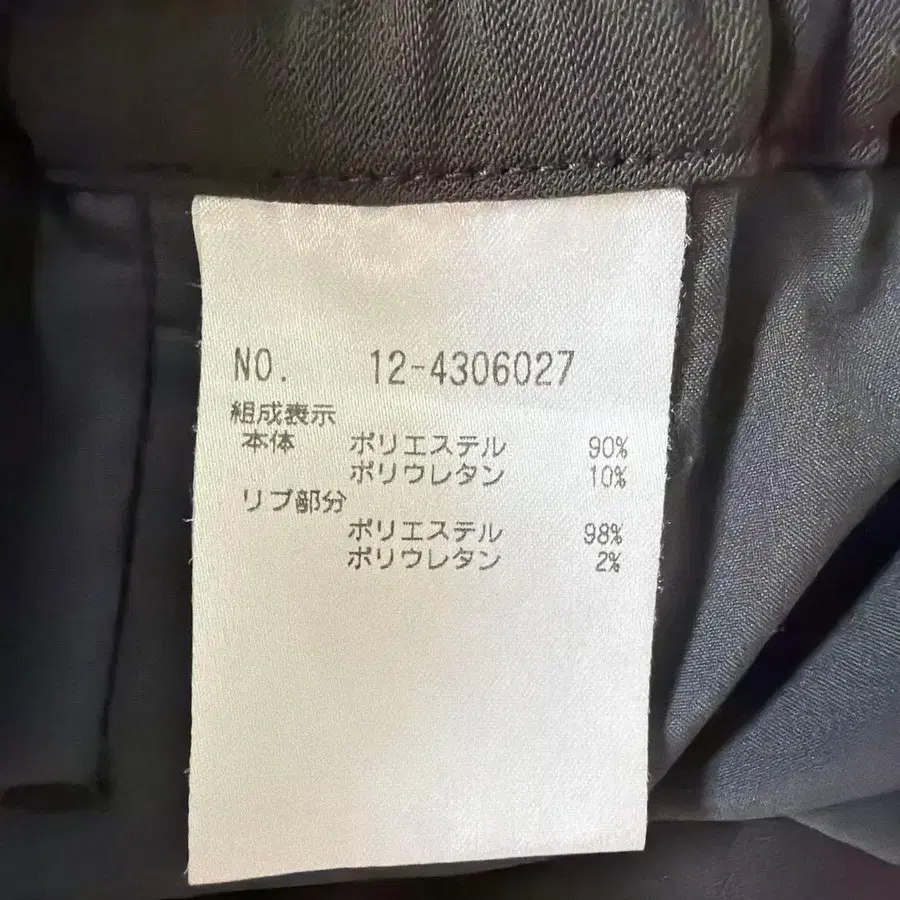 NO. 12-4306027
組成表示
本体 ポリエステル 90%
ポリウレタン 10%
リブ部分
ポリエステル 98%
ポリウレタン 2%